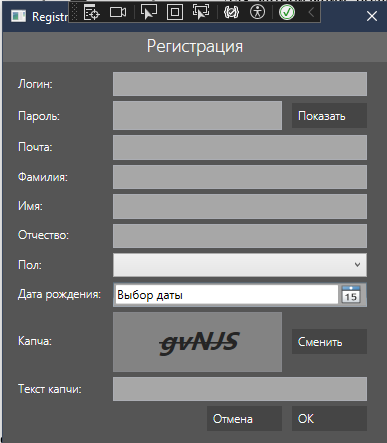 Registr
Регистрация
Логин:
Пароль: Показать
Почта:
Фамилия:
Имя:
Отчество:
Пол:
Дата рождения: Выбор даты 15
Капча: gvNJS Сменить
Текст капчи:
Отмена OK